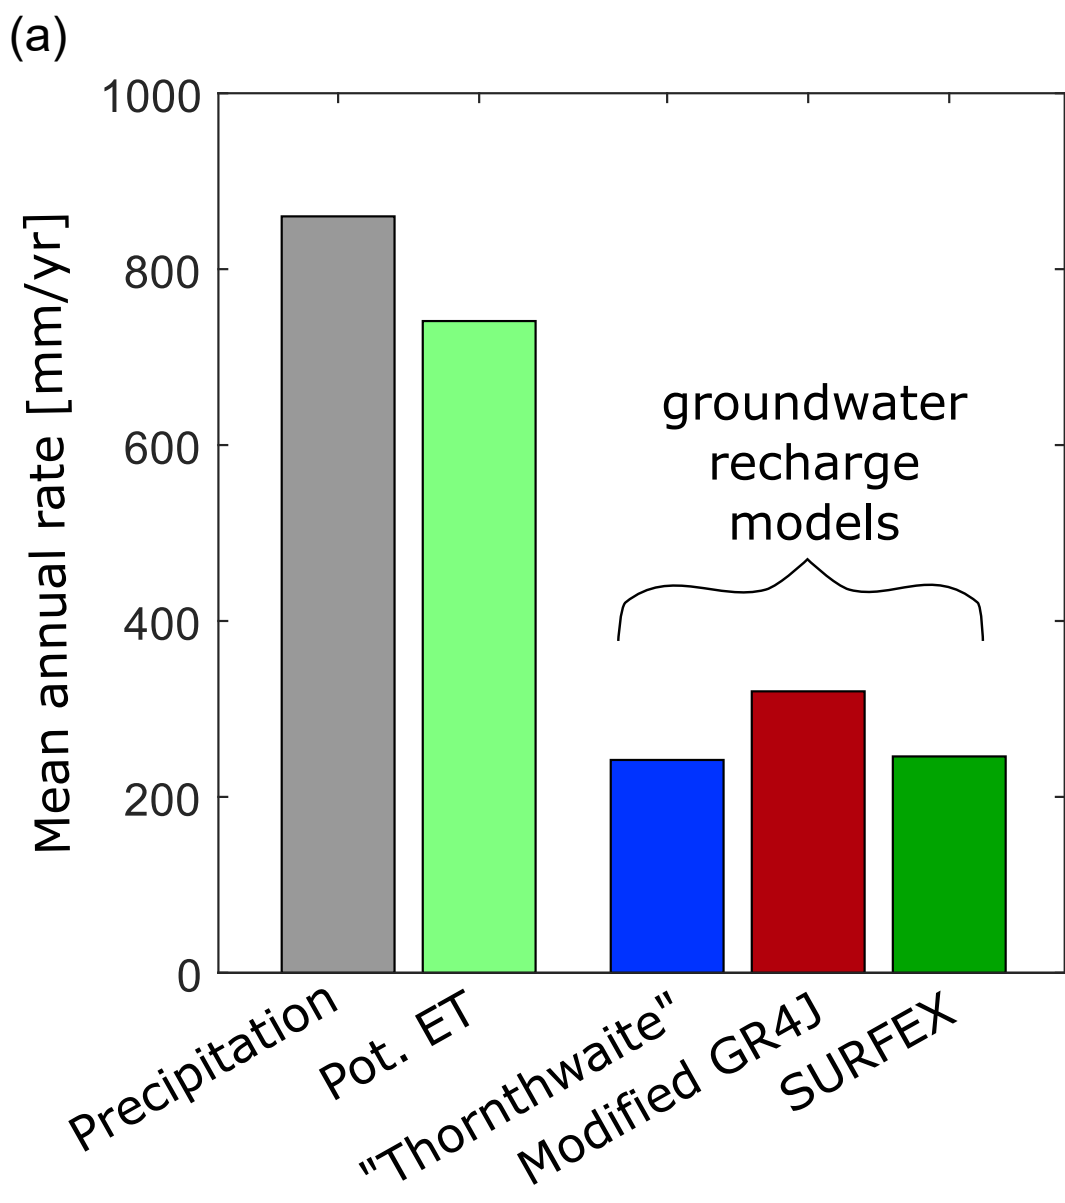 (a)
Mean annual rate [mm/yr]
1000
800
600
400
200
0
groundwater
recharge
models
Precipitation
Pot. ET
"Thornthwaite"
Modified GR4J
SURFEX